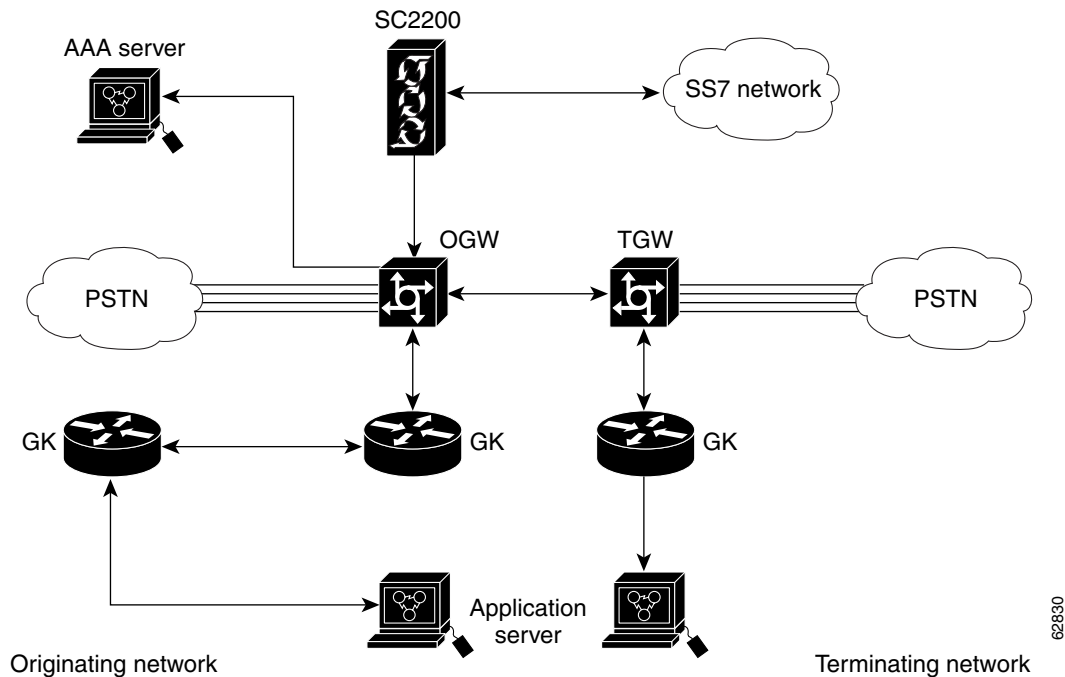 SC2200
AAA server
SS7 network
OGW
TGW
PSTN
PSTN
GK
GK
GK
Application
server
62830
Originating network
Terminating network